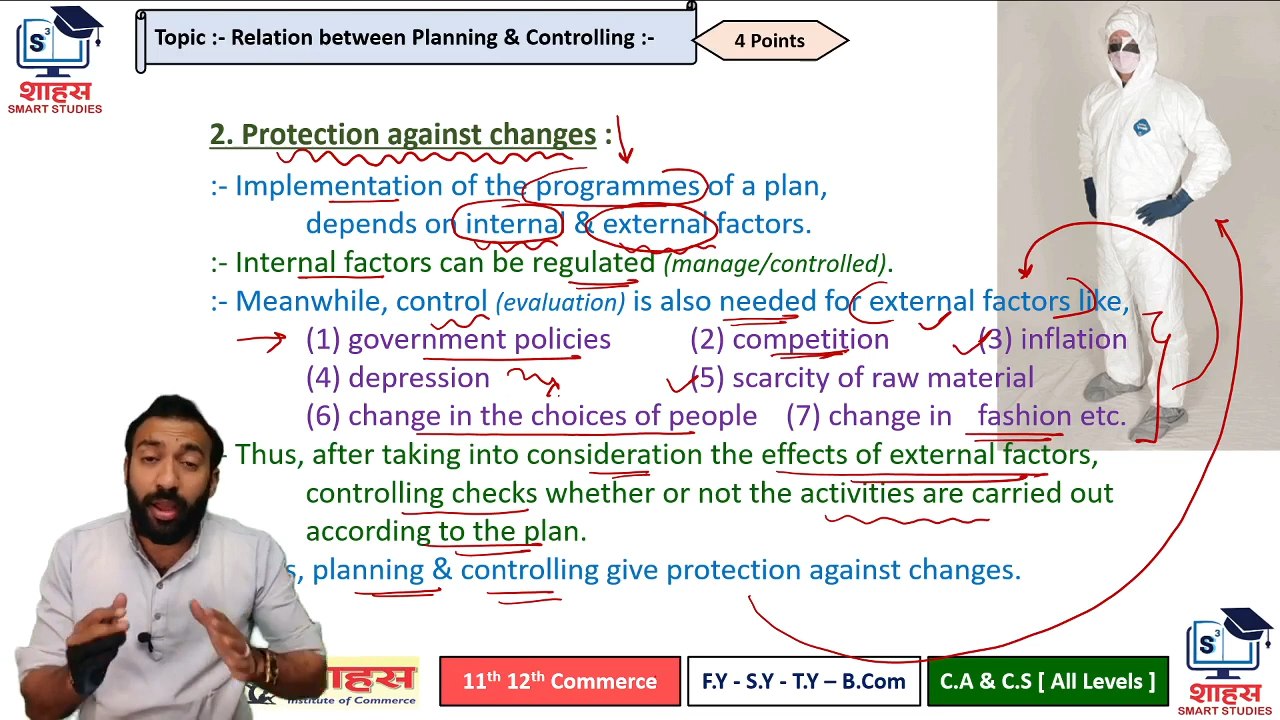 S³
शाहस
SMART STUDIES
Topic :- Relation between Planning & Controlling :-
4 Points
2. Protection against changes :
:- Implementation of the programmes of a plan,
depends on internal & external factors.
:- Internal factors can be regulated (manage/controlled).
:- Meanwhile, control (evaluation) is also needed for external factors like,
(1) government policies (2) competition (3) inflation
(4) depression (5) scarcity of raw material
(6) change in the choices of people (7) change in fashion etc.
- Thus, after taking into consideration the effects of external factors,
controlling checks whether or not the activities are carried out
according to the plan.
s, planning & controlling give protection against changes.
शाहस
Institute of Commerce
11th 12th Commerce
F.Y - S.Y - T.Y – B.Com
C.A & C.S [ All Levels ]
S³
शाहस
SMART STUDIES